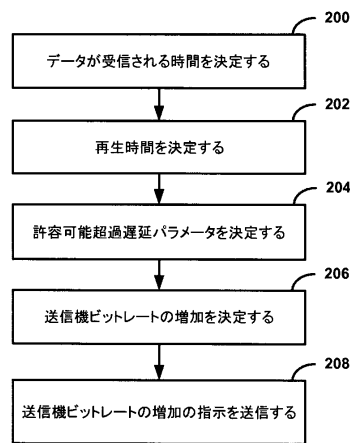 200
データが受信される時間を決定する
202
再生時間を決定する
204
許容可能超過遅延パラメータを決定する
206
送信機ビットレートの増加を決定する
208
送信機ビットレートの増加の指示を送信する